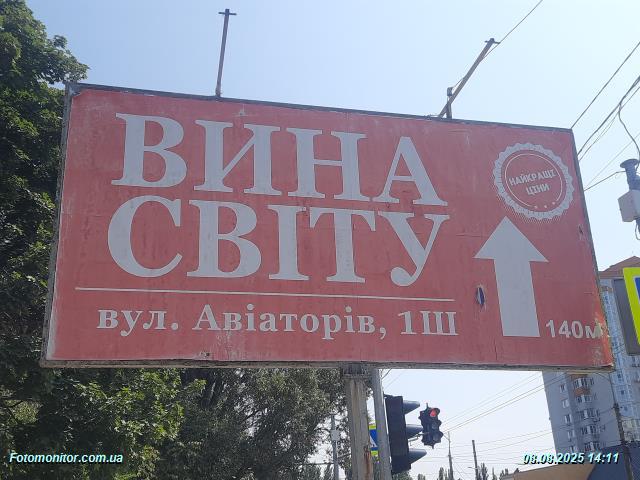 ВИНА
СВІТУ
НАЙКРАЩІ
ЦІНИ
вул. Авіаторів, 1Ш
140м
Fotomonitor.com.ua
08.08.2025 14:11